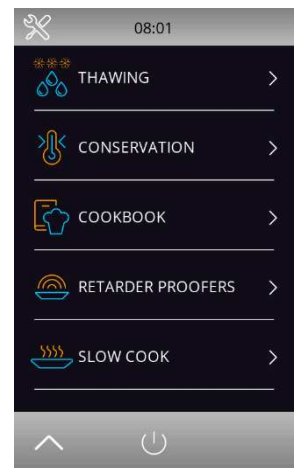 08:01
THAWING
CONSERVATION
COOKBOOK
RETARDER PROOFERS
SLOW COOK